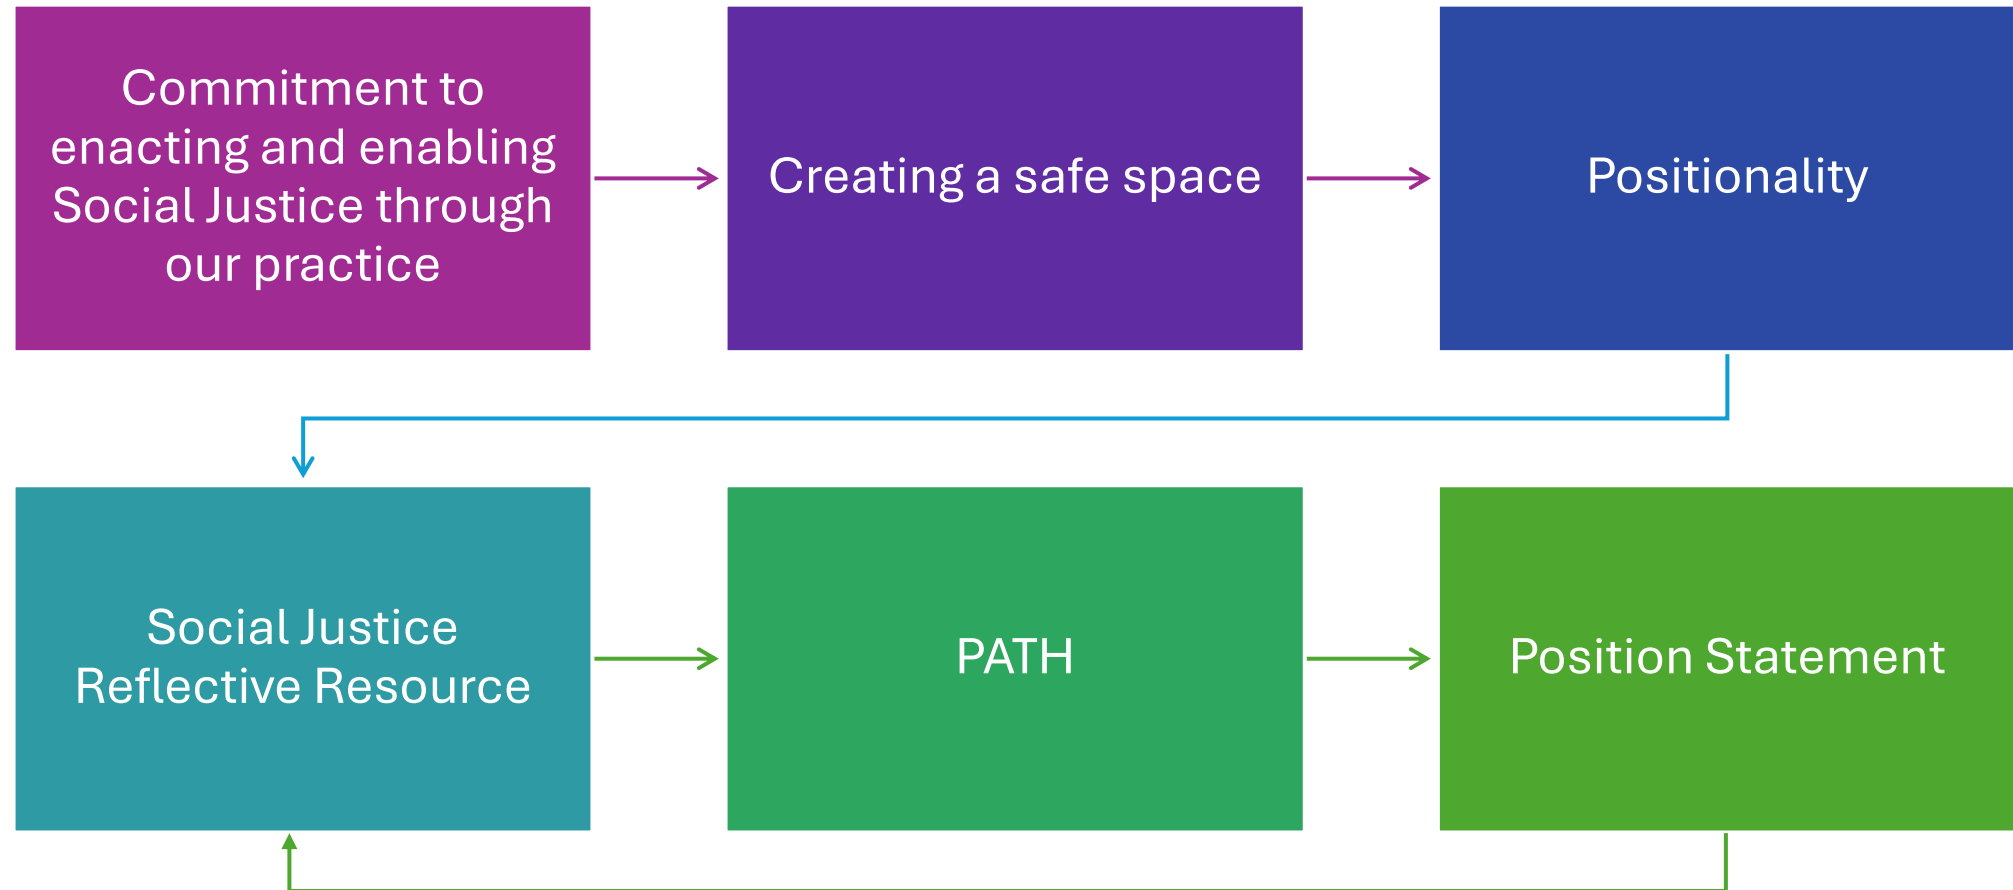 Commitment to
enacting and enabling
Social Justice through
our practice
Creating a safe space
Positionality
Social Justice
Reflective Resource
PATH
Position Statement